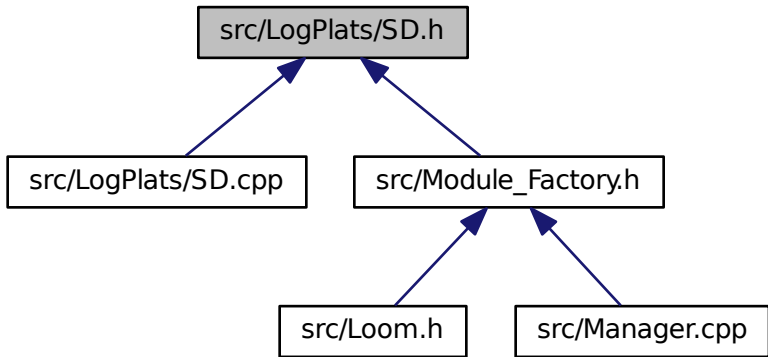 src/LogPlats/SD.h
src/LogPlats/SD.cpp
src/Module_Factory.h
src/Loom.h
src/Manager.cpp